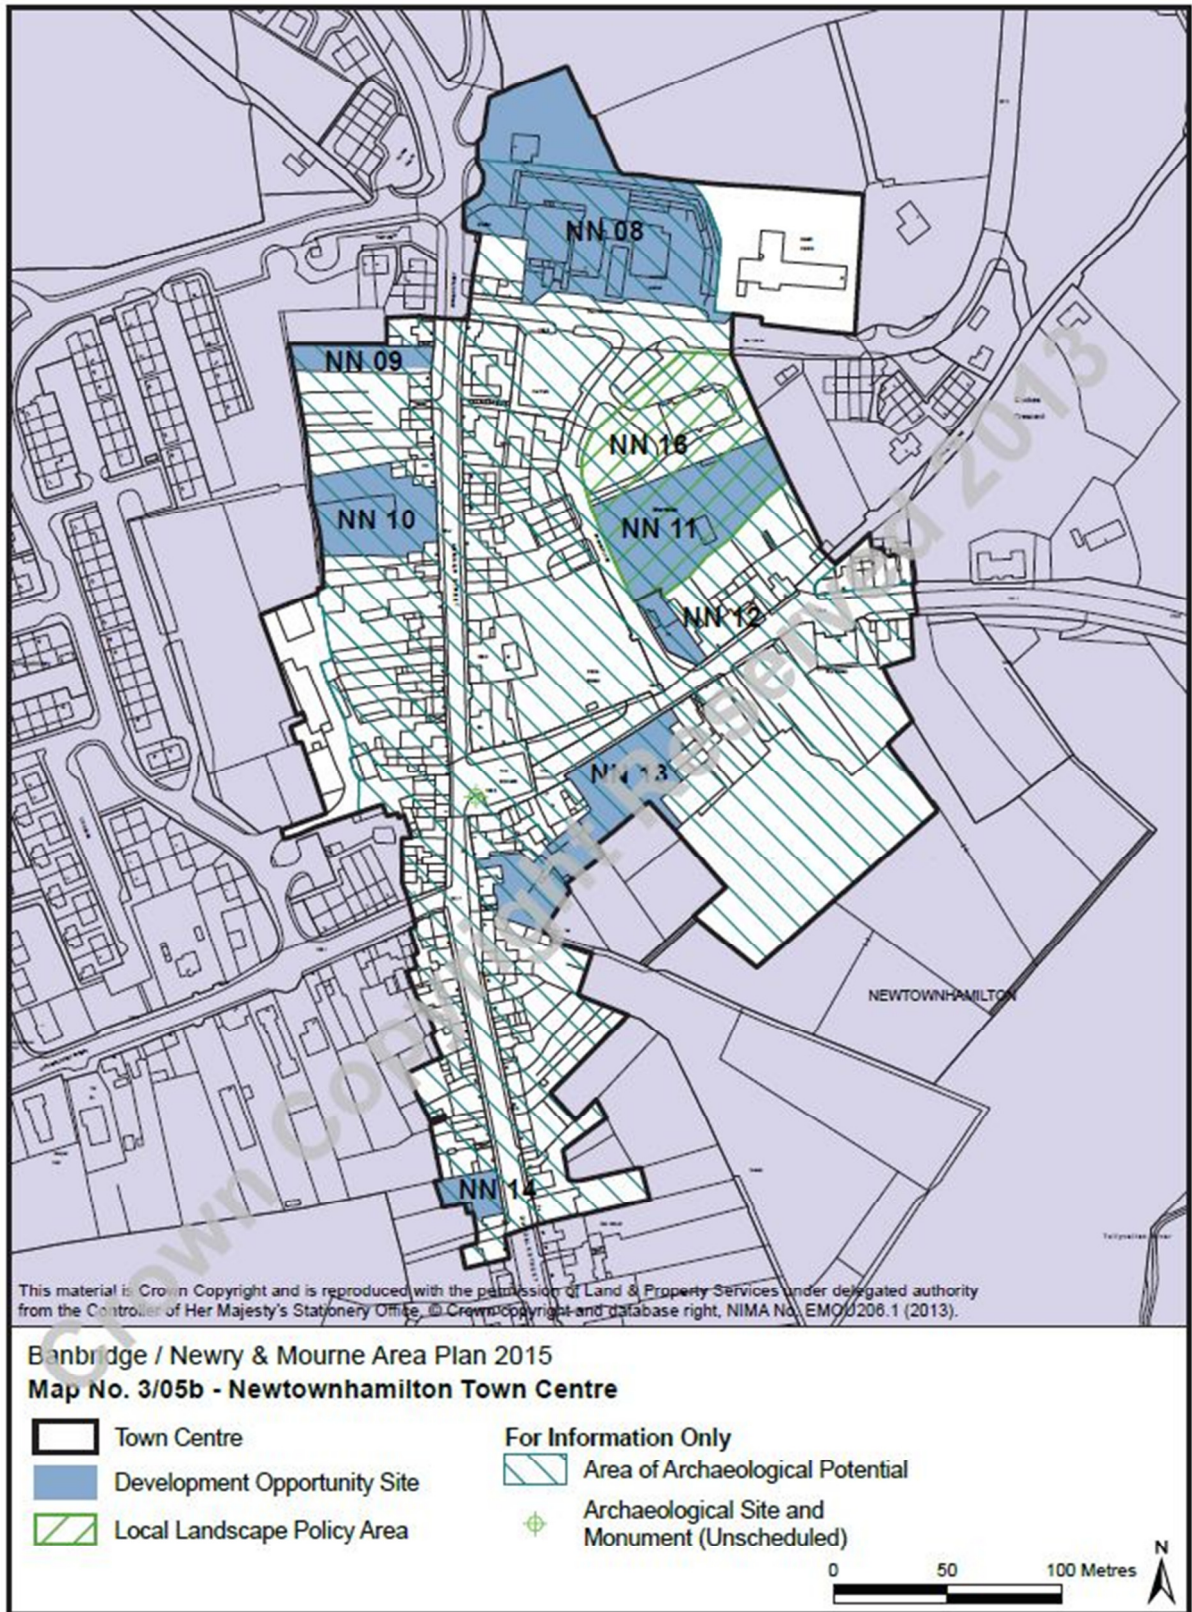 NN 08
NN 09
NN 16
NN 10
NN 11
NN 12
NN 13
NEWTOWNHAMILTON
NN 14
Crown Copyright Reserved 2013
This material is Crown Copyright and is reproduced with the permission of Land & Property Services under delegated authority
from the Controller of Her Majesty's Stationery Office, © Crown copyright and database right, NIMA No. EMOU206.1 (2013).
Banbridge / Newry & Mourne Area Plan 2015
Map No. 3/05b - Newtownhamilton Town Centre
Town Centre
Development Opportunity Site
Local Landscape Policy Area
For Information Only
Area of Archaeological Potential
Archaeological Site and
Monument (Unscheduled)
0 50 100 Metres
N